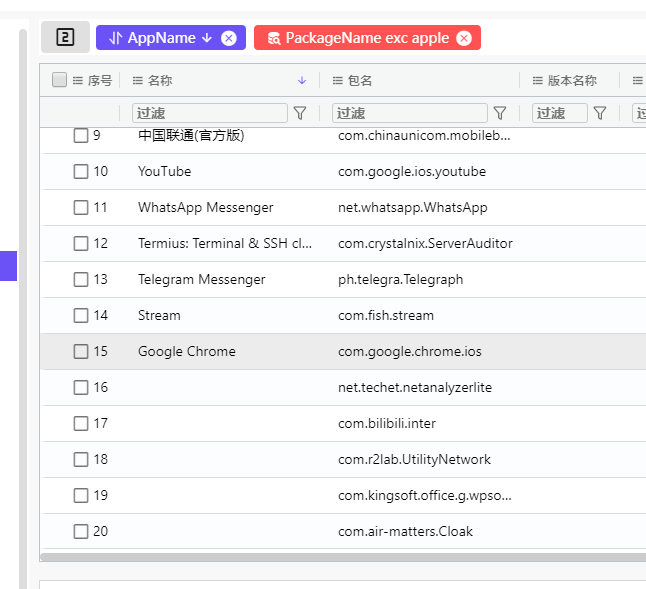 2 AppName PackageName exc apple
序号 名称 包名 版本名称
过滤 过滤 过滤
9 中国联通(官方版) com.chinaunicom.mobileb...
10 YouTube com.google.ios.youtube
11 WhatsApp Messenger net.whatsapp.WhatsApp
12 Termius: Terminal & SSH cl... com.crystalnix.ServerAuditor
13 Telegram Messenger ph.telegra.Telegraph
14 Stream com.fish.stream
15 Google Chrome com.google.chrome.ios
16 net.techet.netanalyzerlite
17 com.bilibili.inter
18 com.r2lab.UtilityNetwork
19 com.kingsoft.office.g.wpso...
20 com.air-matters.Cloak